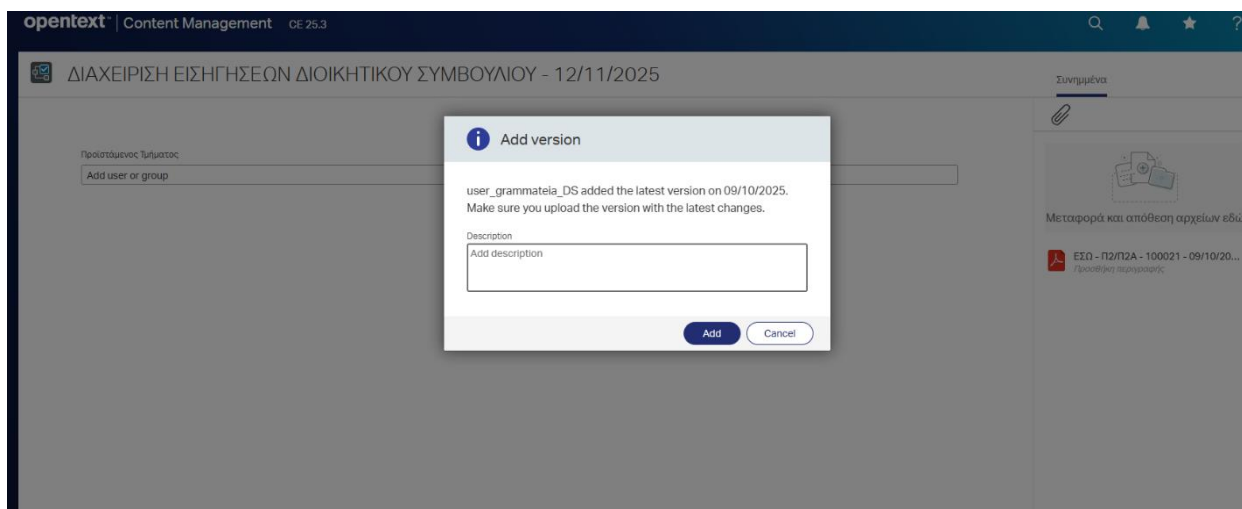 opentext™ | Content Management CE 25.3
ΔΙΑΧΕΙΡΙΣΗ ΕΙΣΗΓΗΣΕΩΝ ΔΙΟΙΚΗΤΙΚΟΥ ΣΥΜΒΟΥΛΙΟΥ - 12/11/2025
Συνημμένα
Προϊστάμενος Τμήματος
Add user or group
Add version
user_grammateia_DS added the latest version on 09/10/2025.
Make sure you upload the version with the latest changes.
Description
Add description
Add
Cancel
Μεταφορά και απόθεση αρχείων εδώ
ΕΣΩ - Π2/Π2Α - 100021 - 09/10/20...
Προσθήκη περιγραφής